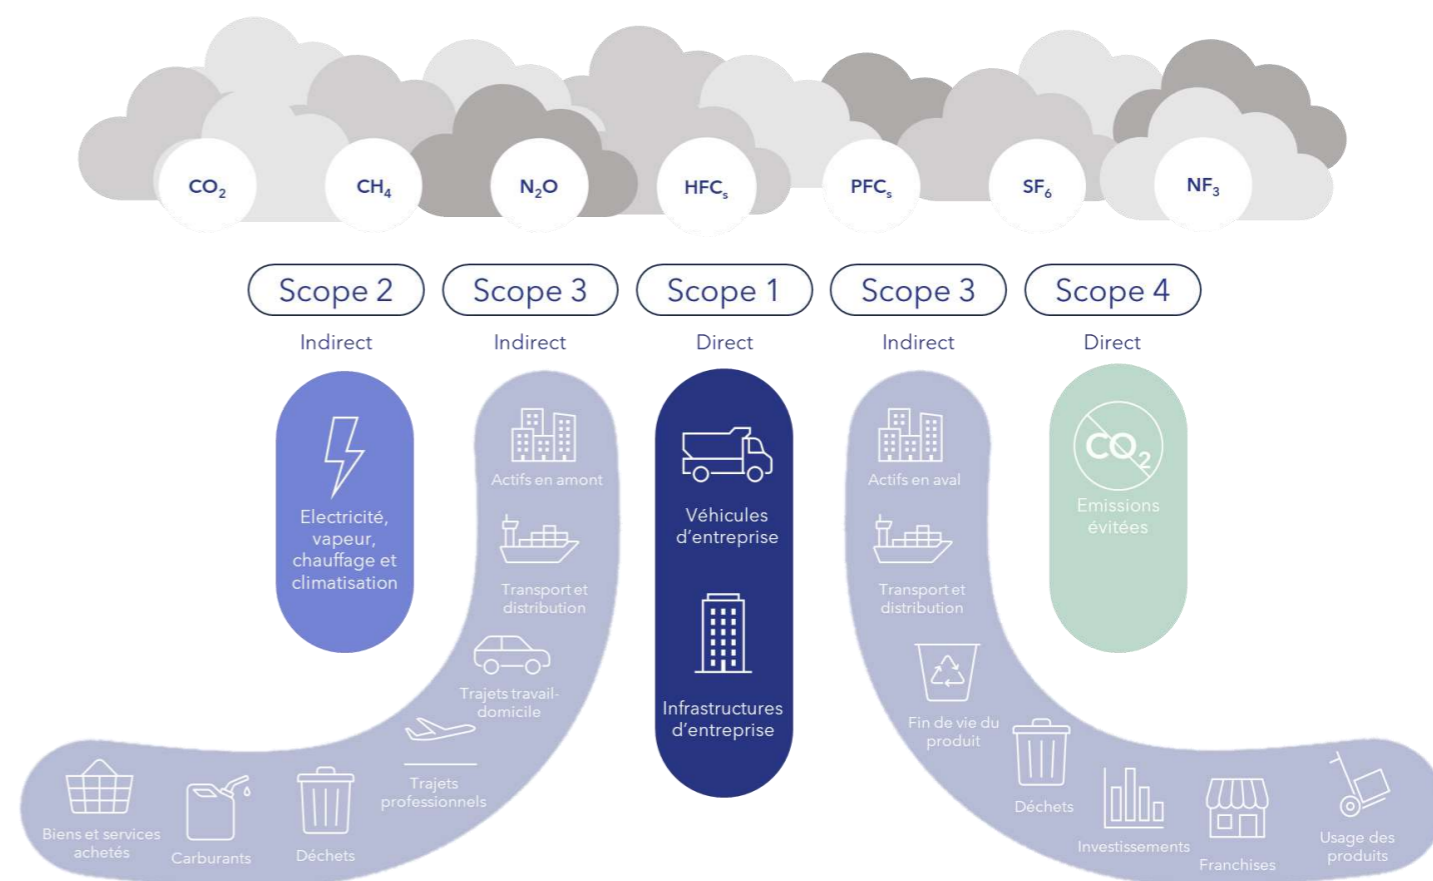 CO₂
CH₄
N₂O
HFCₛ
PFCₛ
SF₆
NF₃
Scope 2
Indirect
Electricité,
vapeur,
chauffage et
climatisation
Scope 3
Indirect
Actifs en amont
Transport et
distribution
Trajets travail-
domicile
Trajets
professionnels
Déchets
Carburants
Biens et services
achetés
Scope 1
Direct
Véhicules
d’entreprise
Infrastructures
d’entreprise
Scope 3
Indirect
Actifs en aval
Transport et
distribution
Fin de vie du
produit
Déchets
Investissements
Franchises
Usage des
produits
Scope 4
Direct
CO₂
Emissions
évitées